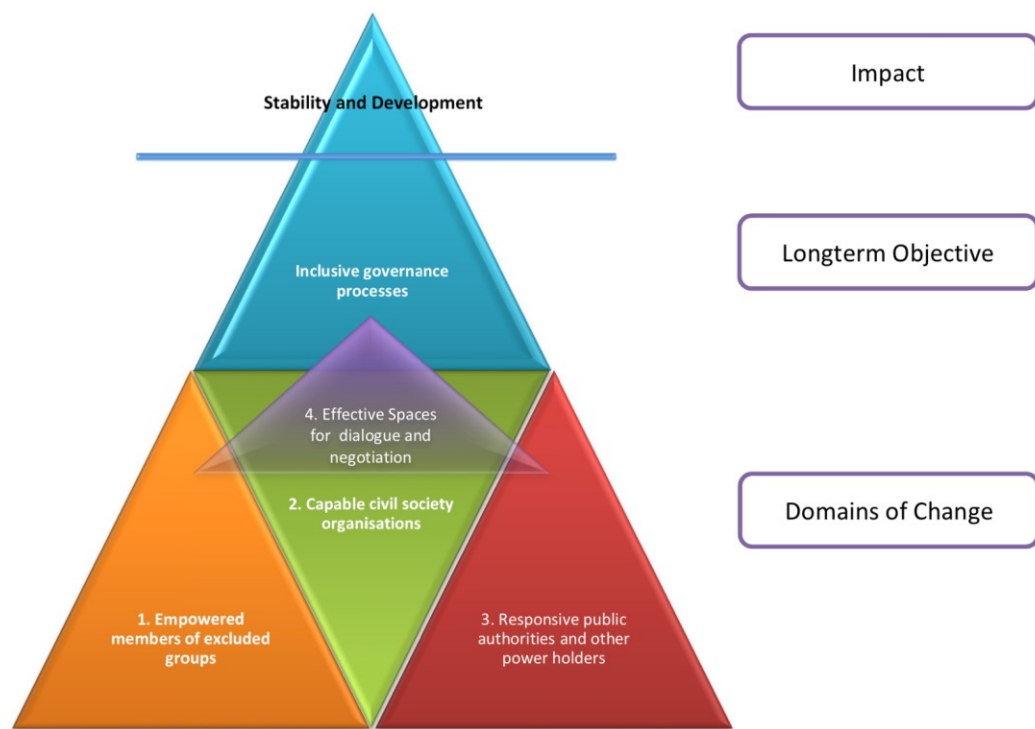 Impact
Stability and Development
Longterm Objective
Inclusive governance
processes
4. Effective Spaces
for dialogue and
negotiation
2. Capable civil society
organisations
Domains of Change
1. Empowered
members of excluded
groups
3. Responsive public
authorities and other
power holders